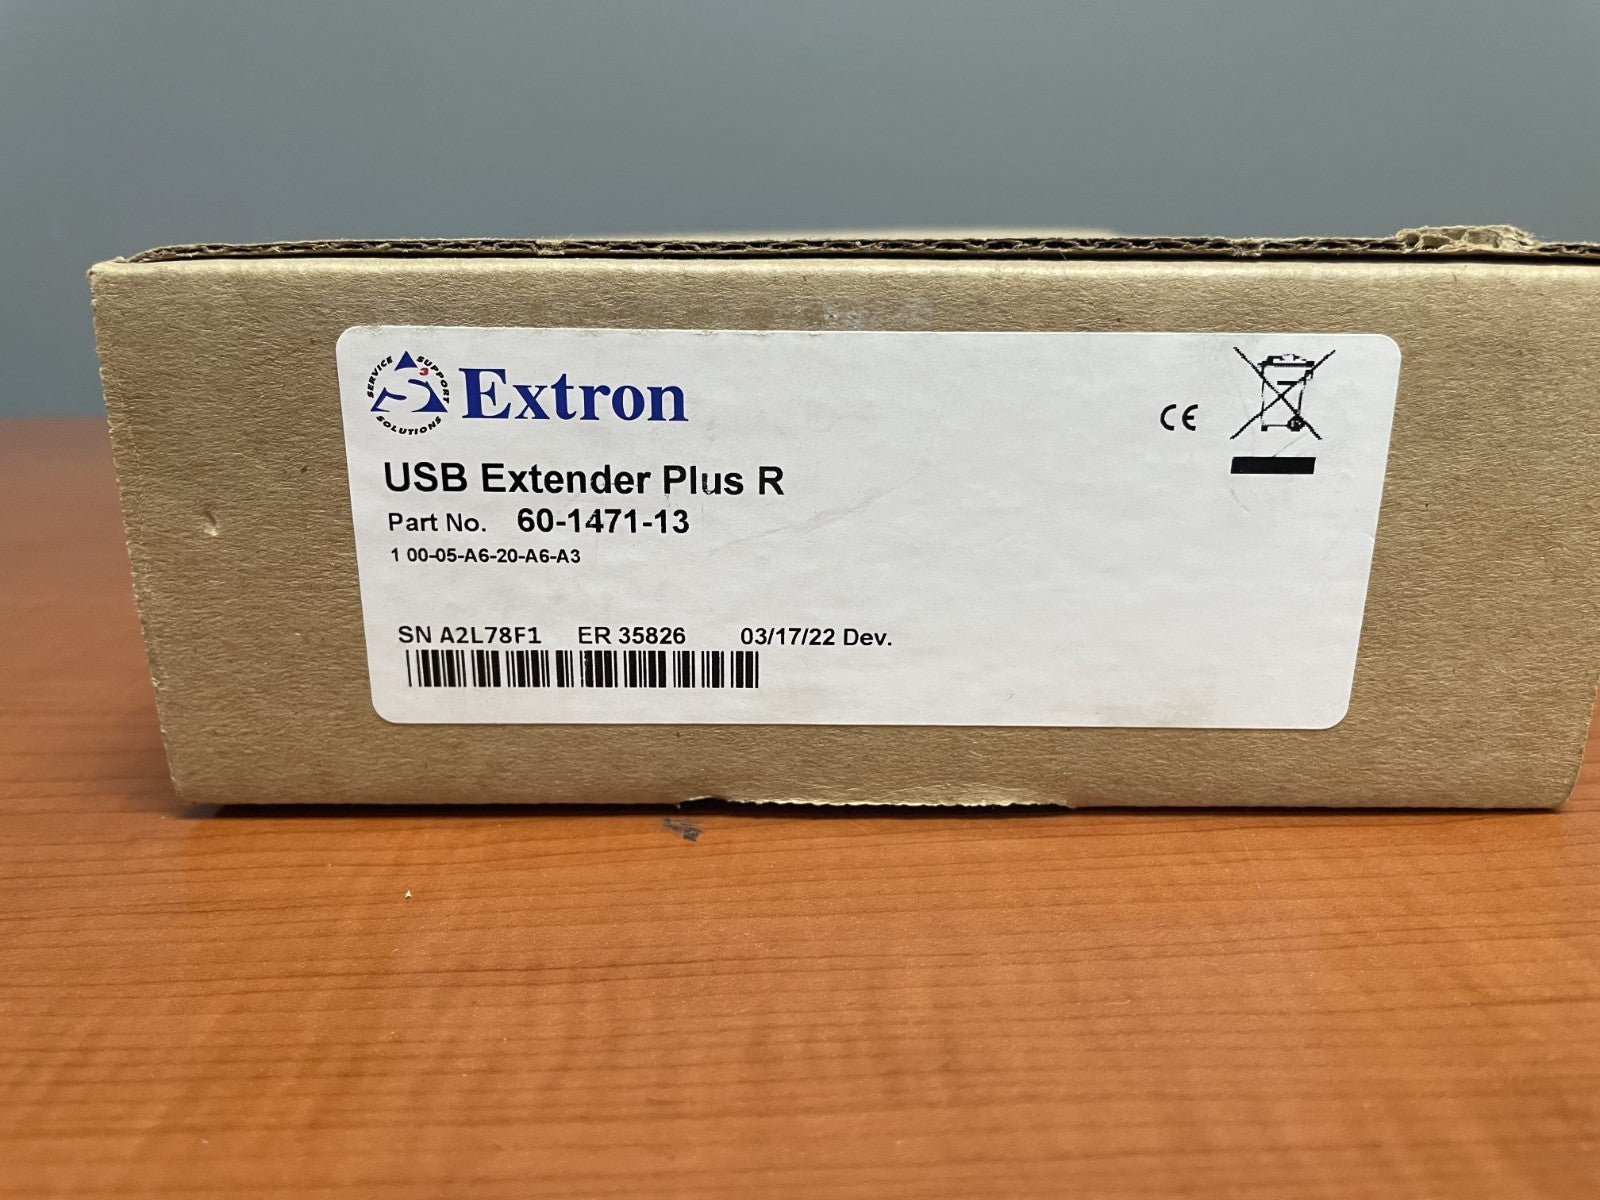 SERVICE SUPPORT SOLUTIONS
S3
Extron
CE
USB Extender Plus R
Part No. 60-1471-13
1 00-05-A6-20-A6-A3
SN A2L78F1 ER 35826 03/17/22 Dev.